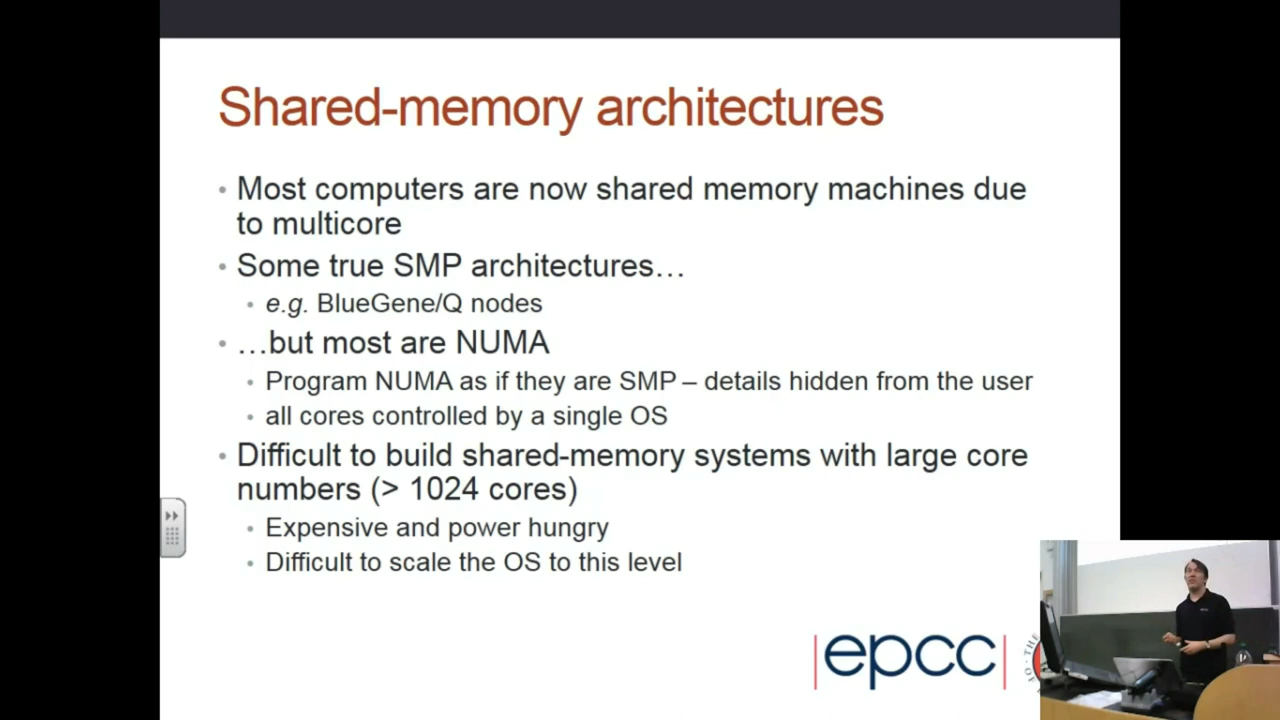 Shared-memory architectures
• Most computers are now shared memory machines due
to multicore
• Some true SMP architectures…
• e.g. BlueGene/Q nodes
• …but most are NUMA
• Program NUMA as if they are SMP – details hidden from the user
• all cores controlled by a single OS
• Difficult to build shared-memory systems with large core
numbers (> 1024 cores)
• Expensive and power hungry
• Difficult to scale the OS to this level
|epcc|